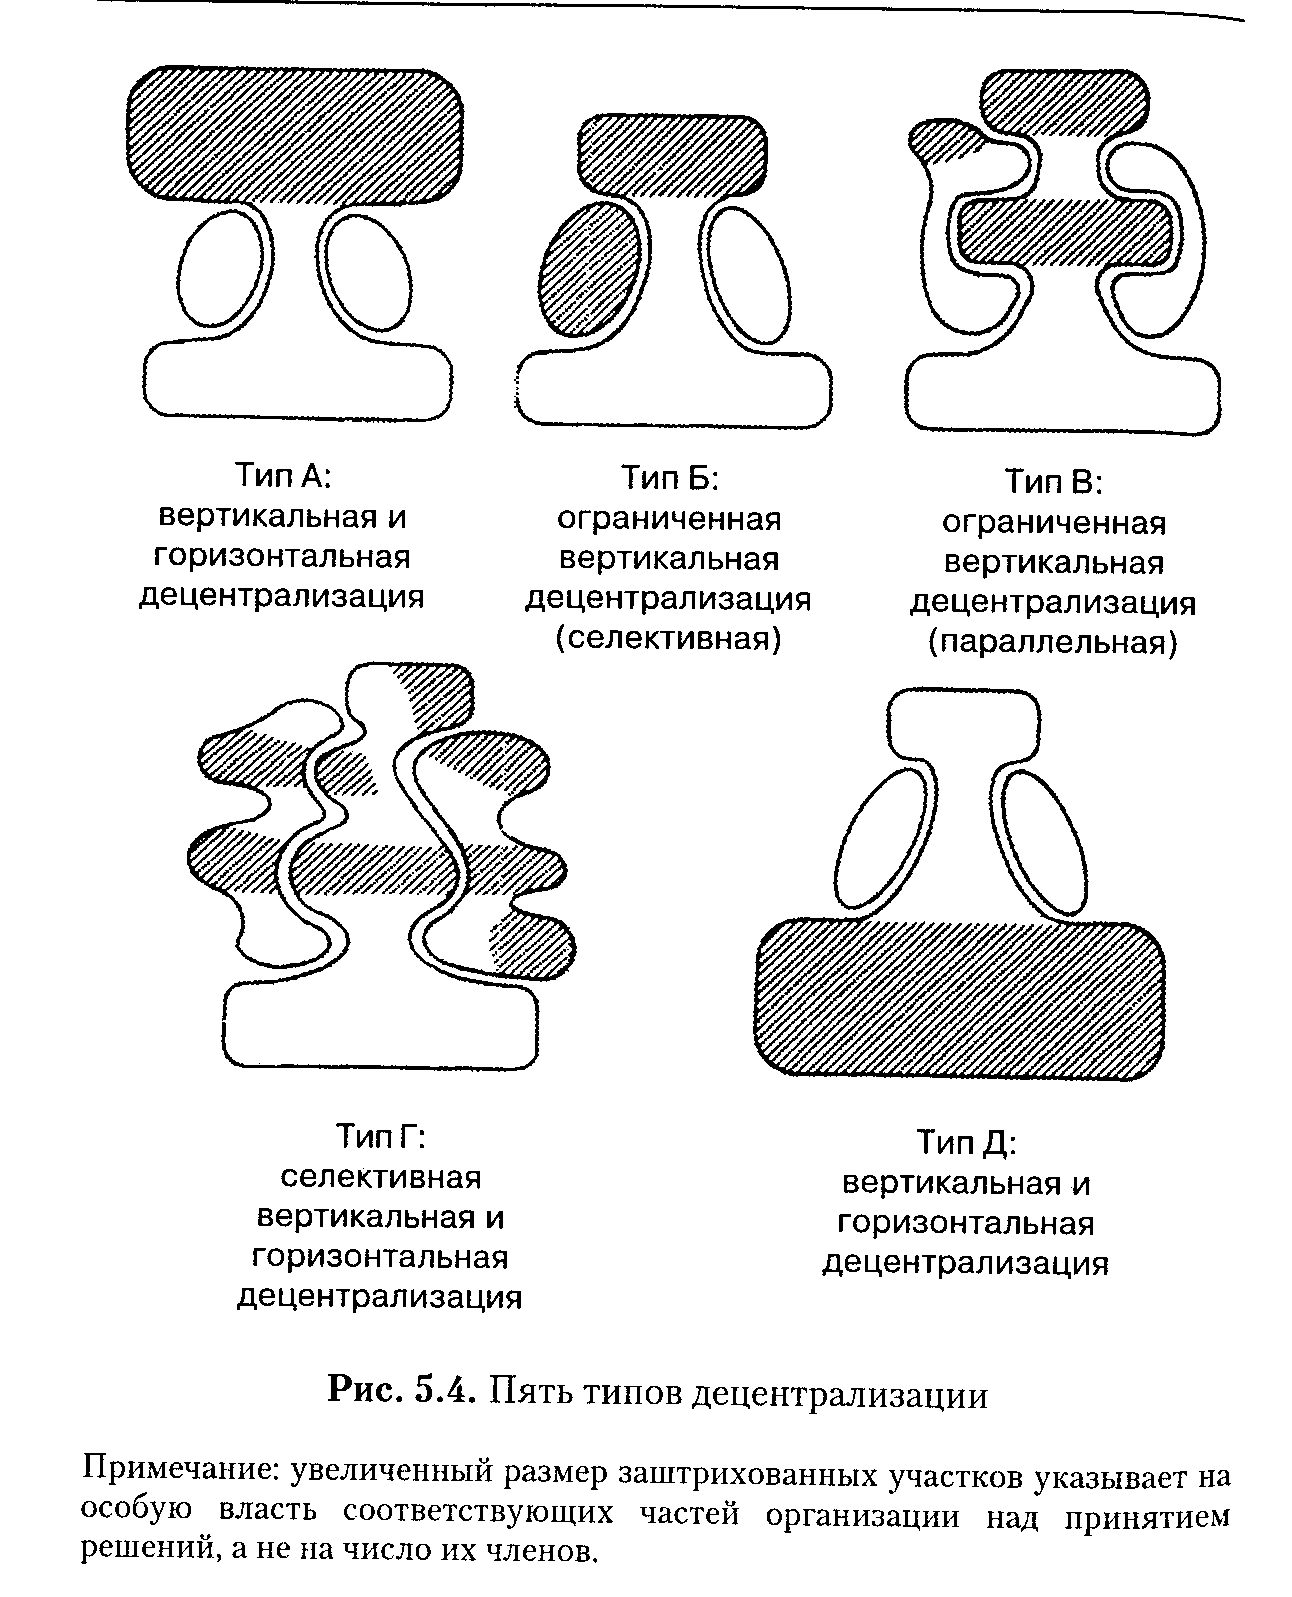 Тип А:
вертикальная и
горизонтальная
децентрализация
Тип Б:
ограниченная
вертикальная
децентрализация
(селективная)
Тип В:
ограниченная
вертикальная
децентрализация
(параллельная)
Тип Г:
селективная
вертикальная и
горизонтальная
децентрализация
Тип Д:
вертикальная и
горизонтальная
децентрализация
Рис. 5.4. Пять типов децентрализации
Примечание: увеличенный размер заштрихованных участков указывает на
особую власть соответствующих частей организации над принятием
решений, а не на число их членов.